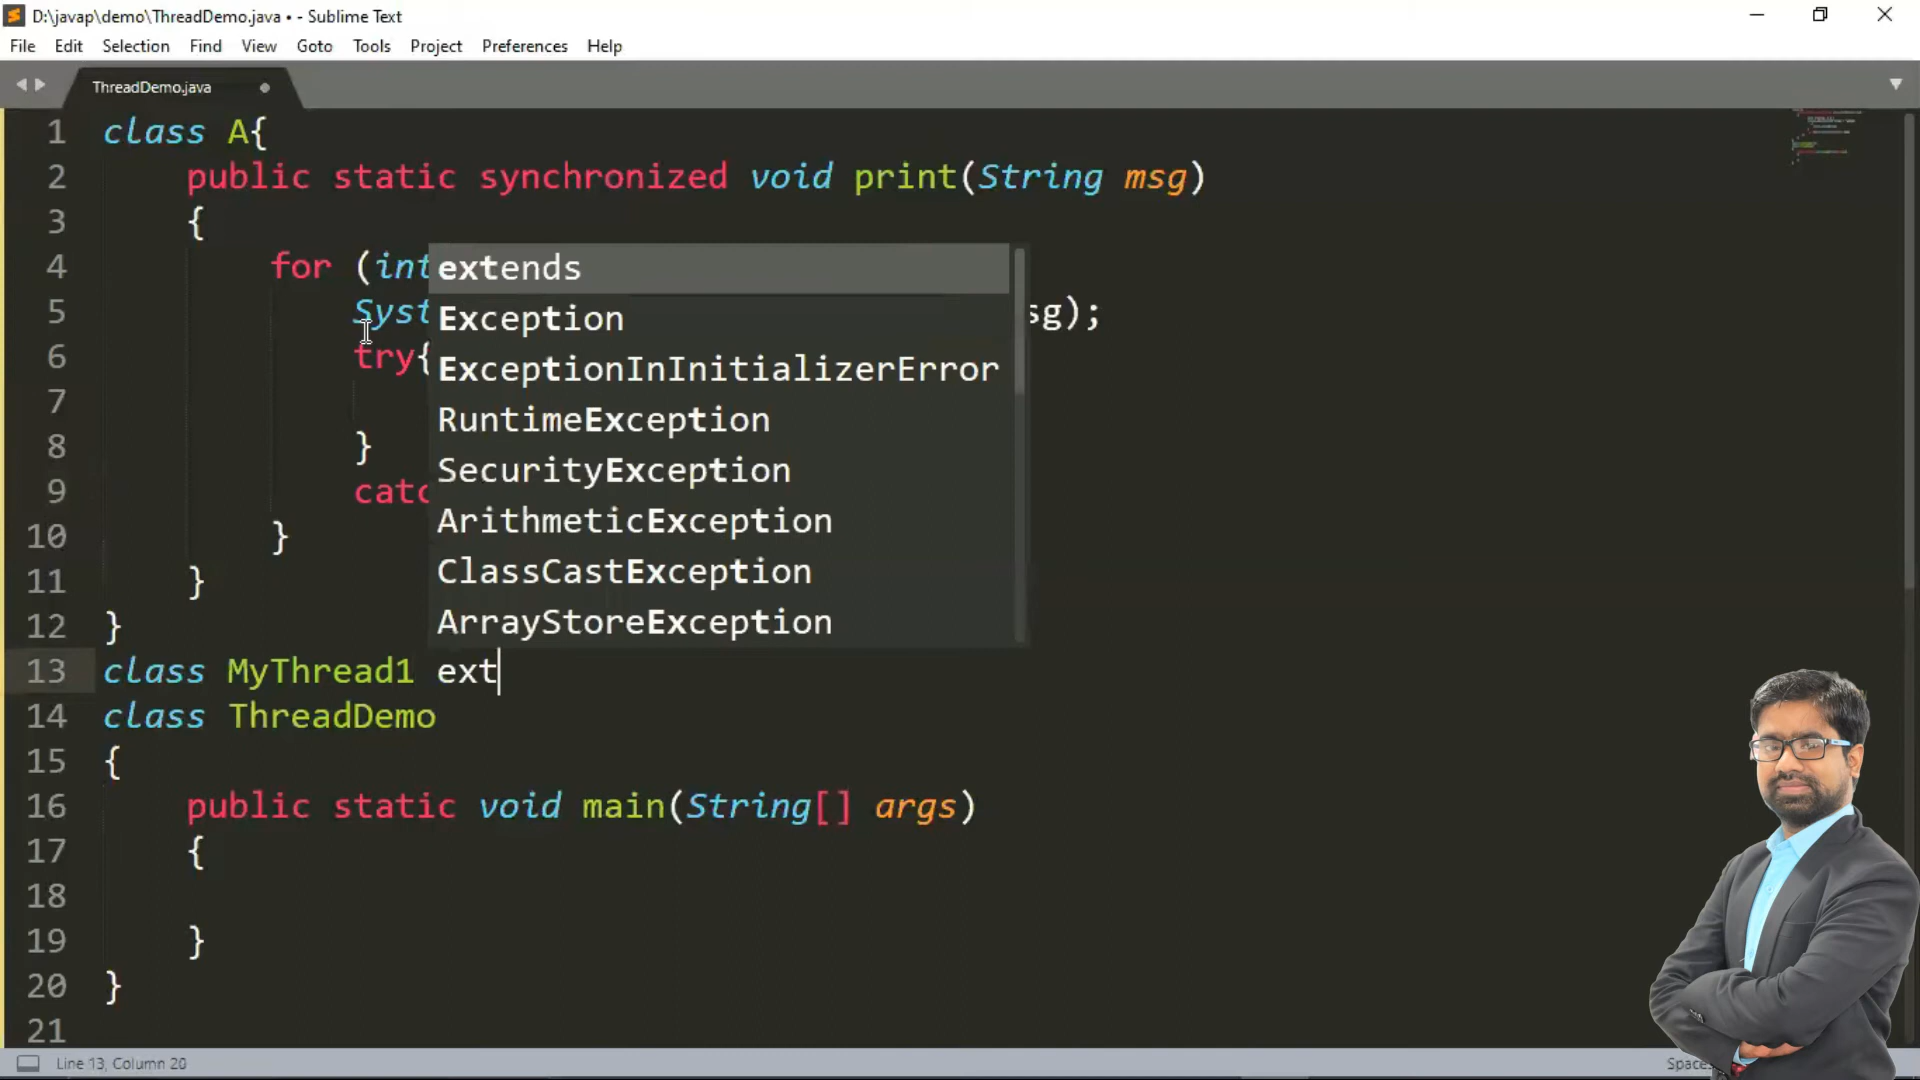 D:\javap\demo\ThreadDemo.java • - Sublime Text
File Edit Selection Find View Goto Tools Project Preferences Help
ThreadDemo.java
1 class A{
2 public static synchronized void print(String msg)
3 {
4 for (int
5 Syst sg);
6 try{
7
8 }
9 catc
10 }
11 }
12 }
extends
Exception
ExceptionInInitializerError
RuntimeException
SecurityException
ArithmeticException
ClassCastException
ArrayStoreException
13 class MyThread1 ext
14 class ThreadDemo
15 {
16 public static void main(String[] args)
17 {
18
19 }
20 }
21
Line 13, Column 20